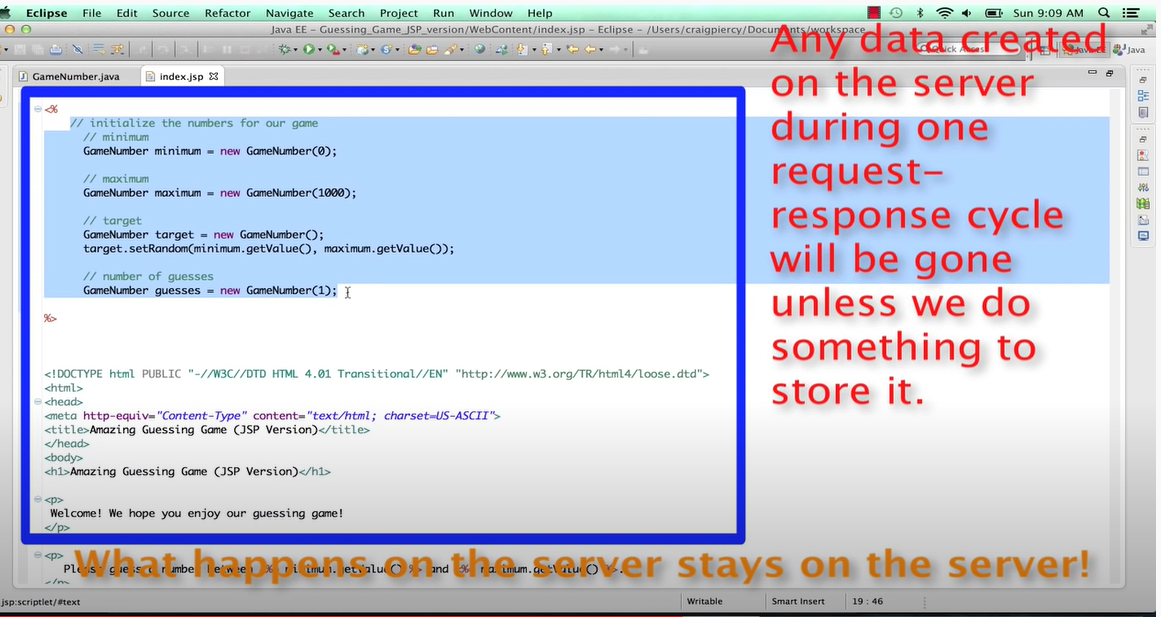 Eclipse File Edit Source Refactor Navigate Search Project Run Window Help Sun 9:09 AM
Java EE - Guessing_Game_JSP_version/WebContent/index.jsp - Eclipse - /Users/craigpiercy/Documents/workspace
Quick Access Java EE Java
GameNumber.java index.jsp
<%
// initialize the numbers for our game
// minimum
GameNumber minimum = new GameNumber(0);
// maximum
GameNumber maximum = new GameNumber(1000);
// target
GameNumber target = new GameNumber();
target.setRandom(minimum.getValue(), maximum.getValue());
// number of guesses
GameNumber guesses = new GameNumber(1);
%>
<!DOCTYPE html PUBLIC "-//W3C//DTD HTML 4.01 Transitional//EN" "http://www.w3.org/TR/html4/loose.dtd">
<html>
<head>
<meta http-equiv="Content-Type" content="text/html; charset=US-ASCII">
<title>Amazing Guessing Game (JSP Version)</title>
</head>
<body>
<h1>Amazing Guessing Game (JSP Version)</h1>
<p>
Welcome! We hope you enjoy our guessing game!
</p>
<p>
Please guess a number between <%= minimum.getValue() %> and <%= maximum.getValue() %>.
</p>
Any data created
on the server
during one
request-
response cycle
will be gone
unless we do
something to
store it.
What happens on the server stays on the server!
jsp:scriptlet/#text Writable Smart Insert 19 : 46